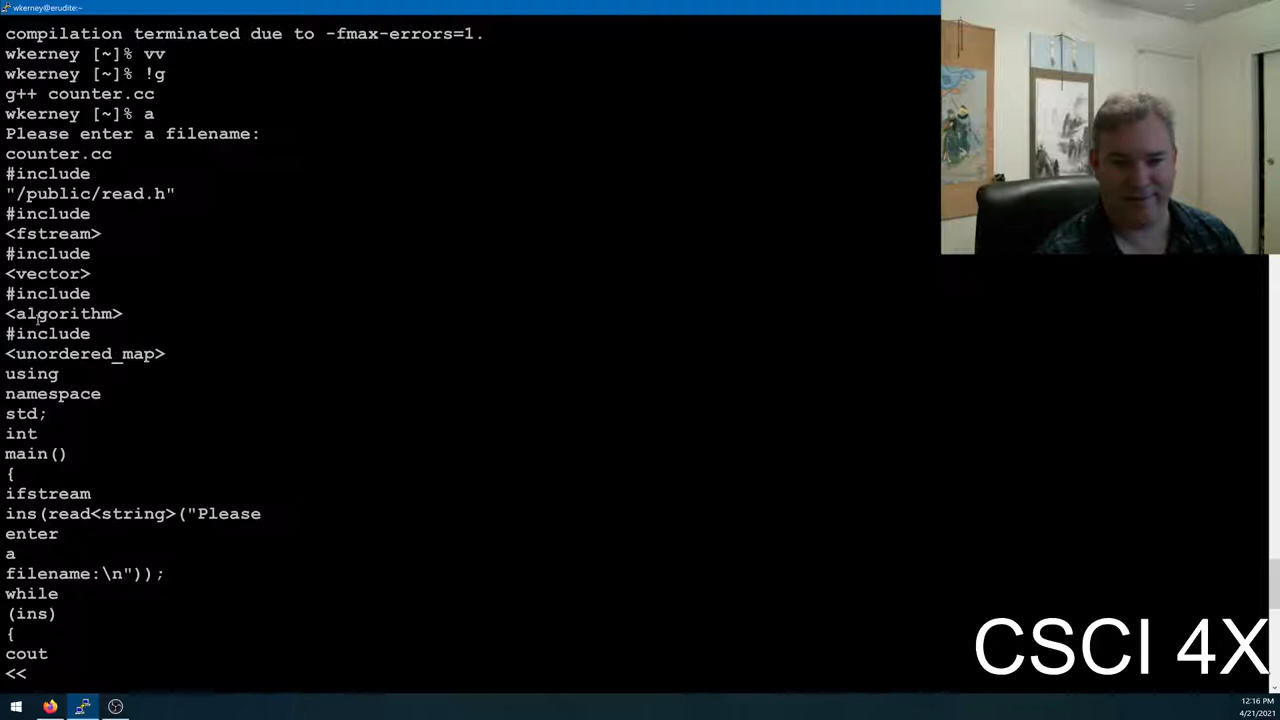 wkerney@erudite:~
compilation terminated due to -fmax-errors=1.
wkerney [~]% vv
wkerney [~]% !g
g++ counter.cc
wkerney [~]% a
Please enter a filename:
counter.cc
#include
"/public/read.h"
#include
<fstream>
#include
<vector>
#include
<algorithm>
#include
<unordered_map>
using
namespace
std;
int
main()
{
ifstream
ins(read<string>("Please
enter
a
filename:\n"));
while
(ins)
{
cout
<<
CSCI 4X
12:16 PM
4/21/2021